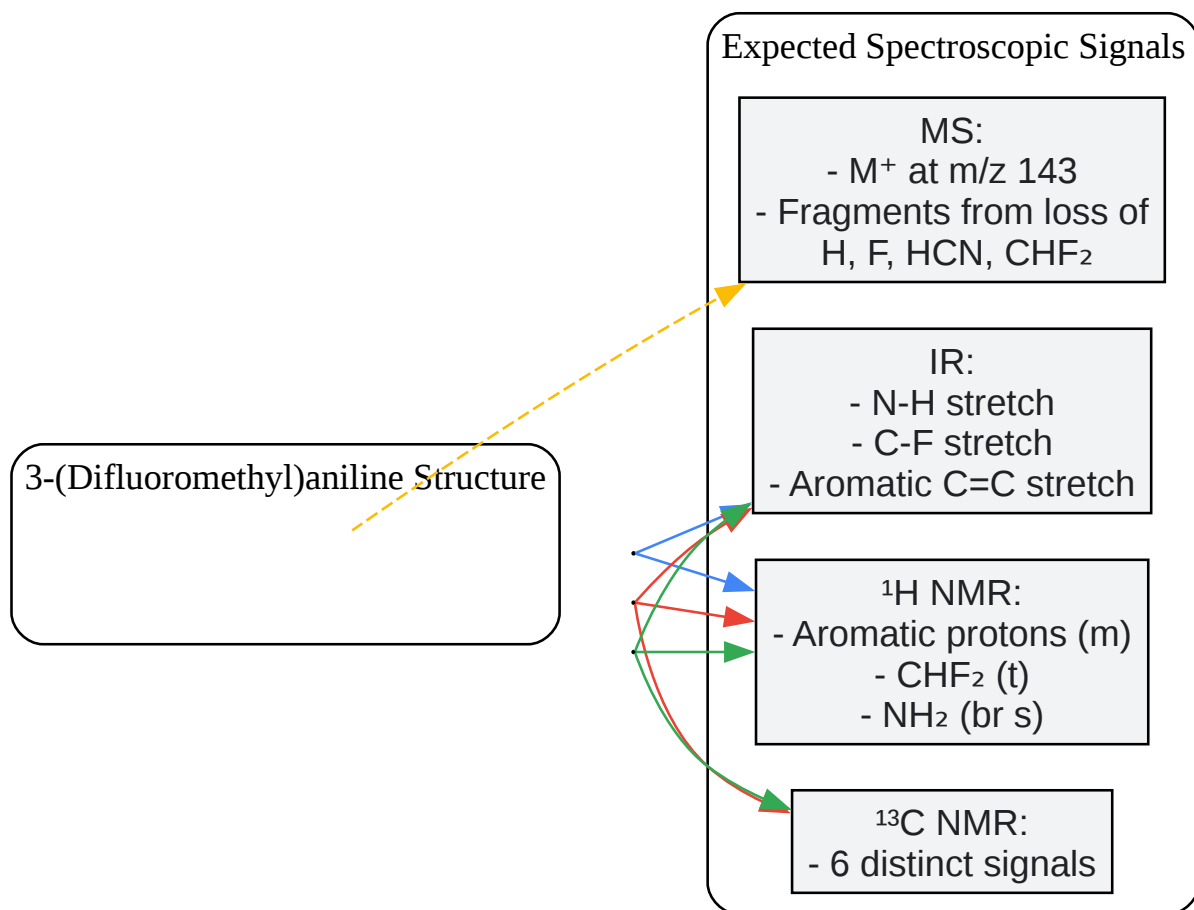 Expected Spectroscopic Signals
MS:
- M⁺ at m/z 143
- Fragments from loss of
H, F, HCN, CHF₂
IR:
- N-H stretch
- C-F stretch
- Aromatic C=C stretch
3-(Difluoromethyl)aniline Structure
¹H NMR:
- Aromatic protons (m)
- CHF₂ (t)
- NH₂ (br s)
¹³C NMR:
- 6 distinct signals